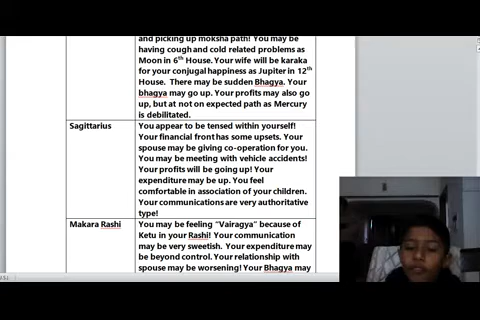 and picking up moksha path! You may be
having cough and cold related problems as
Moon in 6th House. Your wife will be karaka
for your conjugal happiness as Jupiter in 12th
House.  There may be sudden Bhagya. Your
bhagya may go up. Your profits may also go
up, but at not on expected path as Mercury
is debilitated.
Sagittarius
You appear to be tensed within yourself!
Your financial front has some upsets. Your
spouse may be giving co-operation for you.
You may be meeting with vehicle accidents!
Your profits will be going up! Your
expenditure may be up. You feel
comfortable in association of your children.
Your communications are very authoritative
type!
Makara Rashi
You may be feeling “Vairagya” because of
Ketu in your Rashi! Your communication
may be very sweetish. Your expenditure may
be beyond control. Your relationship with
spouse may be worsening! Your Bhagya may